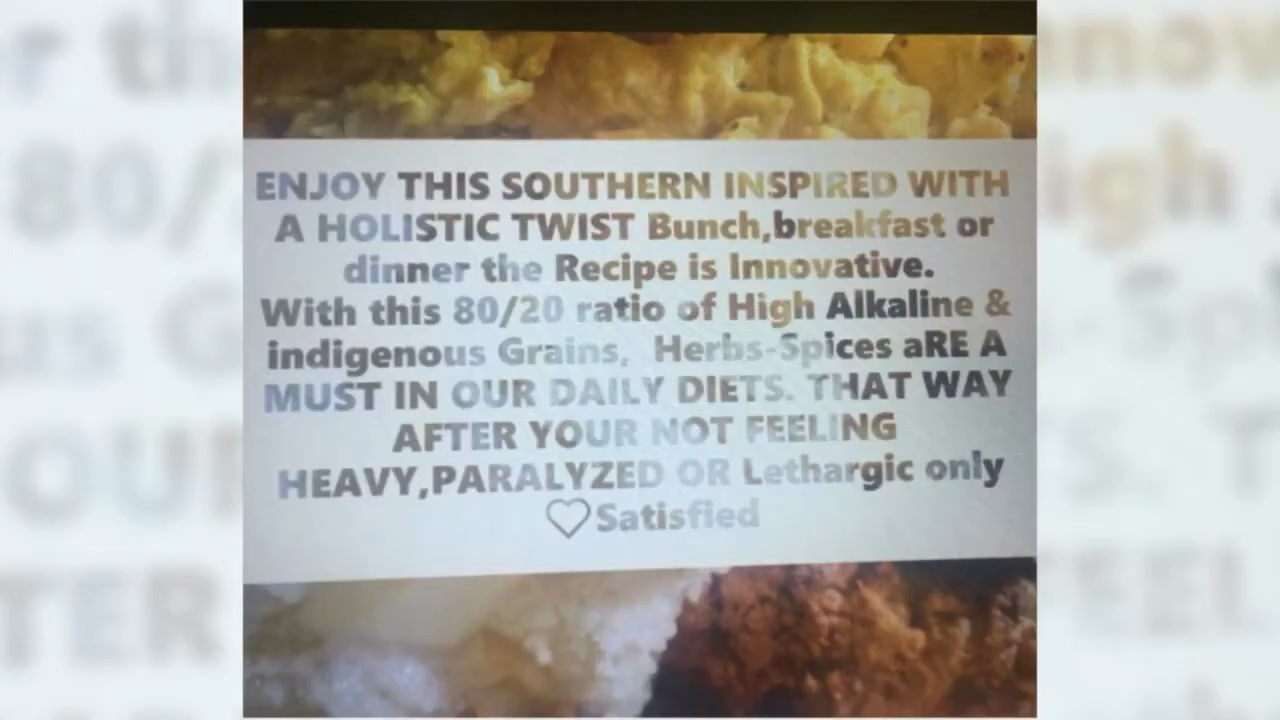 ENJOY THIS SOUTHERN INSPIRED WITH
A HOLISTIC TWIST Bunch,breakfast or
dinner the Recipe is Innovative.
With this 80/20 ratio of High Alkaline &
indigenous Grains, Herbs-Spices aRE A
MUST IN OUR DAILY DIETS. THAT WAY
AFTER YOUR NOT FEELING
HEAVY,PARALYZED OR Lethargic only
♡Satisfied